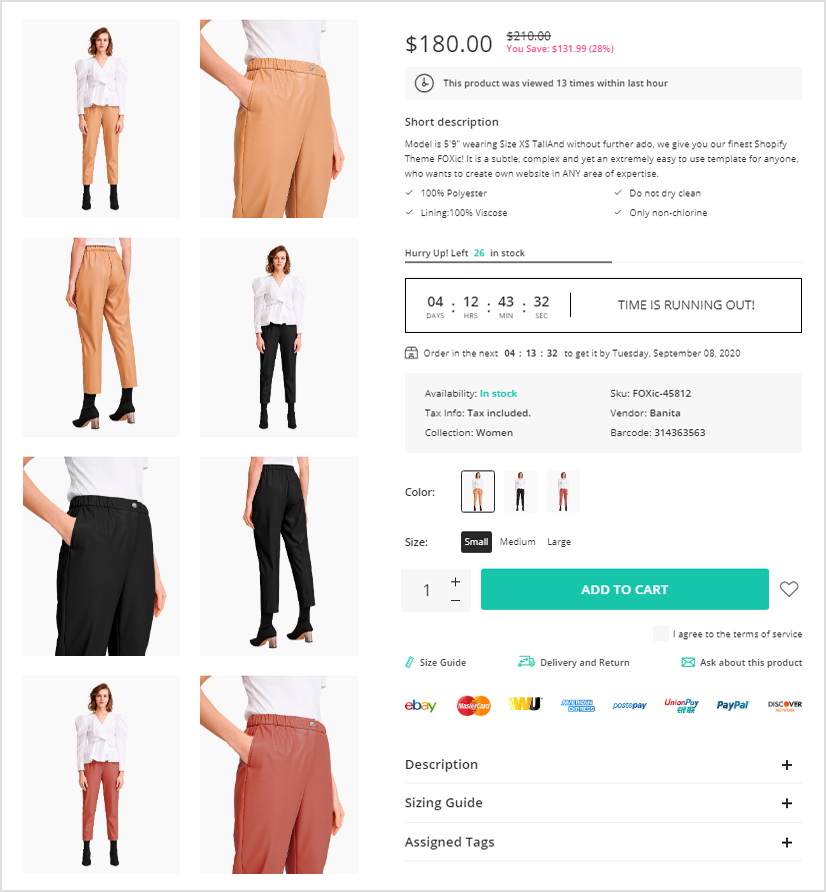 $180.00
$210.00
You Save: $131.99 (28%)
This product was viewed 13 times within last hour
Short description
Model is 5'9" wearing Size XS TallAnd without further ado, we give you our finest Shopify
Theme FOXic! It is a subtle, complex and yet an extremely easy to use template for anyone,
who wants to create own website in ANY area of expertise.
100% Polyester
Do not dry clean
Lining:100% Viscose
Only non-chlorine
Hurry Up! Left 26 in stock
04 : 12 : 43 : 32
DAYS HRS MIN SEC
TIME IS RUNNING OUT!
Order in the next 04 : 13 : 32 to get it by Tuesday, September 08, 2020
Availability: In stock
Sku: FOXic-45812
Tax Info: Tax included.
Vendor: Banita
Collection: Women
Barcode: 314363563
Color:
Size: Small Medium Large
1 + −
ADD TO CART
I agree to the terms of service
Size Guide
Delivery and Return
Ask about this product
ebay MasterCard WU AMERICAN EXPRESS postepay UnionPay 银联 PayPal DISCOVER NETWORK
Description +
Sizing Guide +
Assigned Tags +